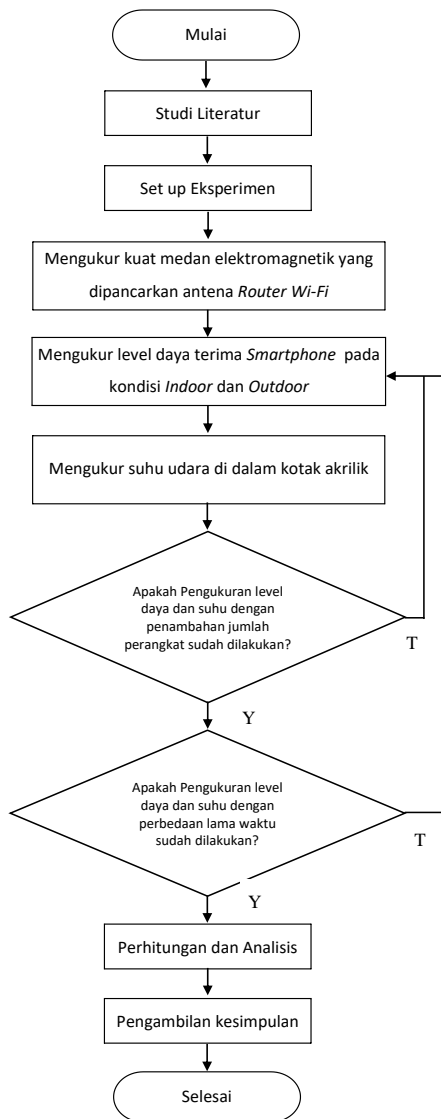 Mulai
Studi Literatur
Set up Eksperimen
Mengukur kuat medan elektromagnetik yang
dipancarkan antena Router Wi-Fi
Mengukur level daya terima Smartphone pada
kondisi Indoor dan Outdoor
Mengukur suhu udara di dalam kotak akrilik
Apakah Pengukuran level
daya dan suhu dengan
penambahan jumlah
perangkat sudah dilakukan?
T
Y
Apakah Pengukuran level
daya dan suhu dengan
perbedaan lama waktu
sudah dilakukan?
T
Y
Perhitungan dan Analisis
Pengambilan kesimpulan
Selesai